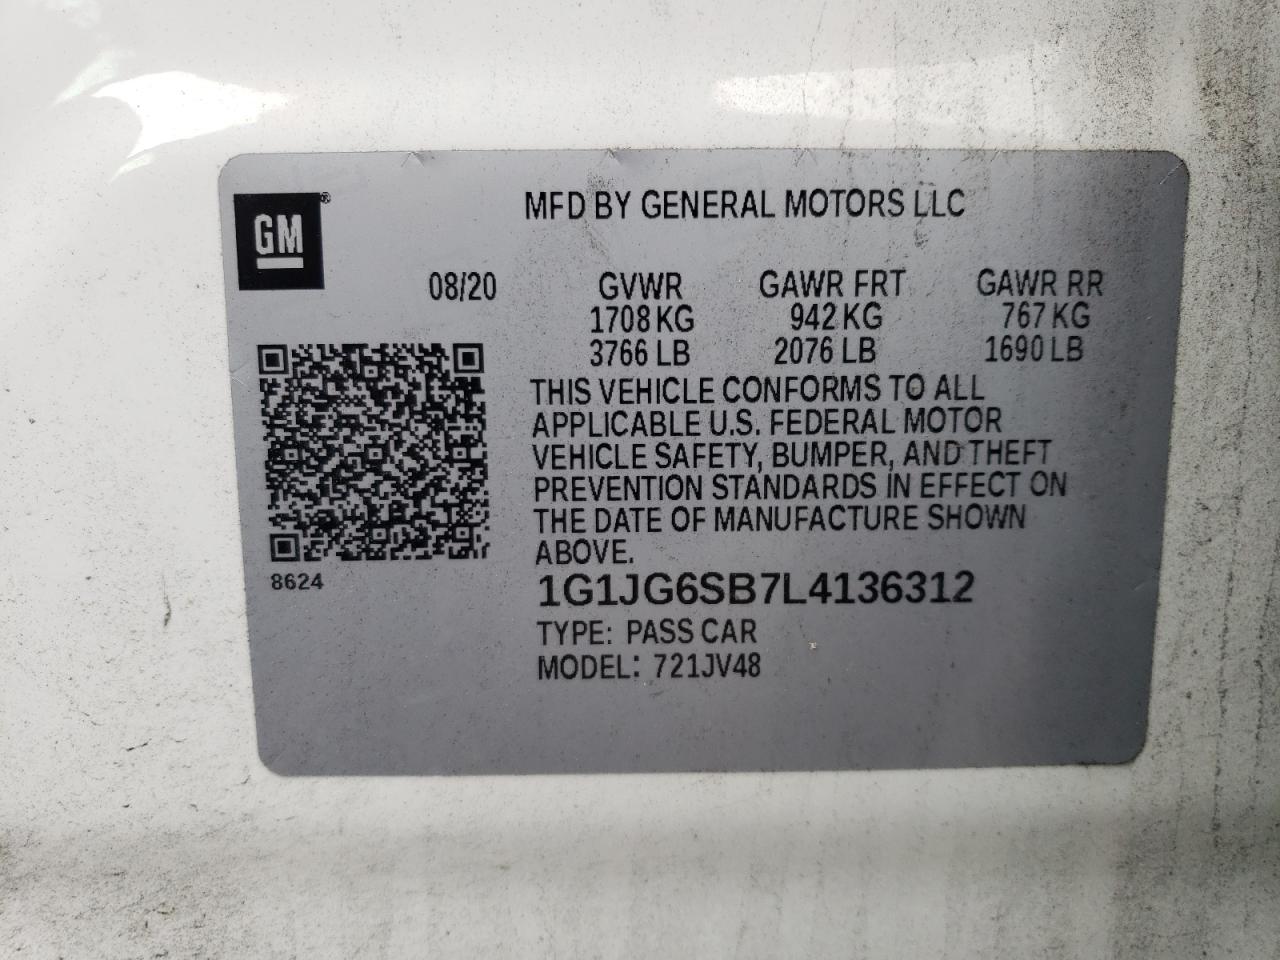 GM®
MFD BY GENERAL MOTORS LLC
08/20 GVWR GAWR FRT GAWR RR
1708 KG 942 KG 767 KG
3766 LB 2076 LB 1690 LB
THIS VEHICLE CONFORMS TO ALL
APPLICABLE U.S. FEDERAL MOTOR
VEHICLE SAFETY, BUMPER, AND THEFT
PREVENTION STANDARDS IN EFFECT ON
THE DATE OF MANUFACTURE SHOWN
ABOVE.
8624
1G1JG6SB7L4136312
TYPE: PASS CAR
MODEL: 721JV48